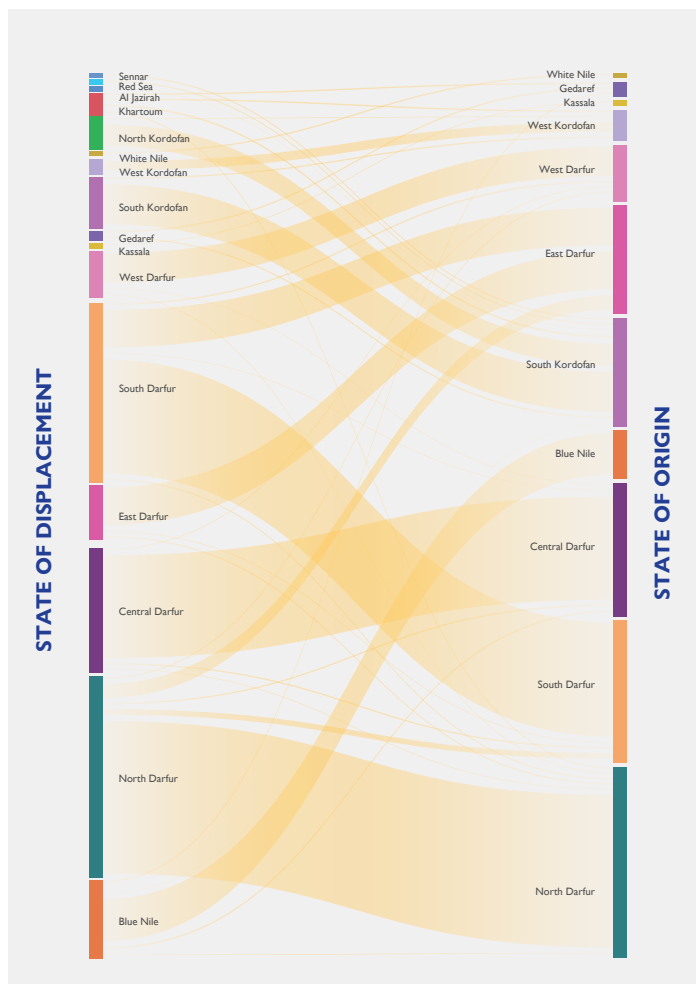 STATE OF DISPLACEMENT
Sennar
Red Sea
Al Jazirah
Khartoum
North Kordofan
White Nile
West Kordofan
South Kordofan
Gedaref
Kassala
West Darfur
South Darfur
East Darfur
Central Darfur
North Darfur
Blue Nile
White Nile
Gedaref
Kassala
West Kordofan
West Darfur
East Darfur
South Kordofan
Blue Nile
Central Darfur
South Darfur
North Darfur
STATE OF ORIGIN